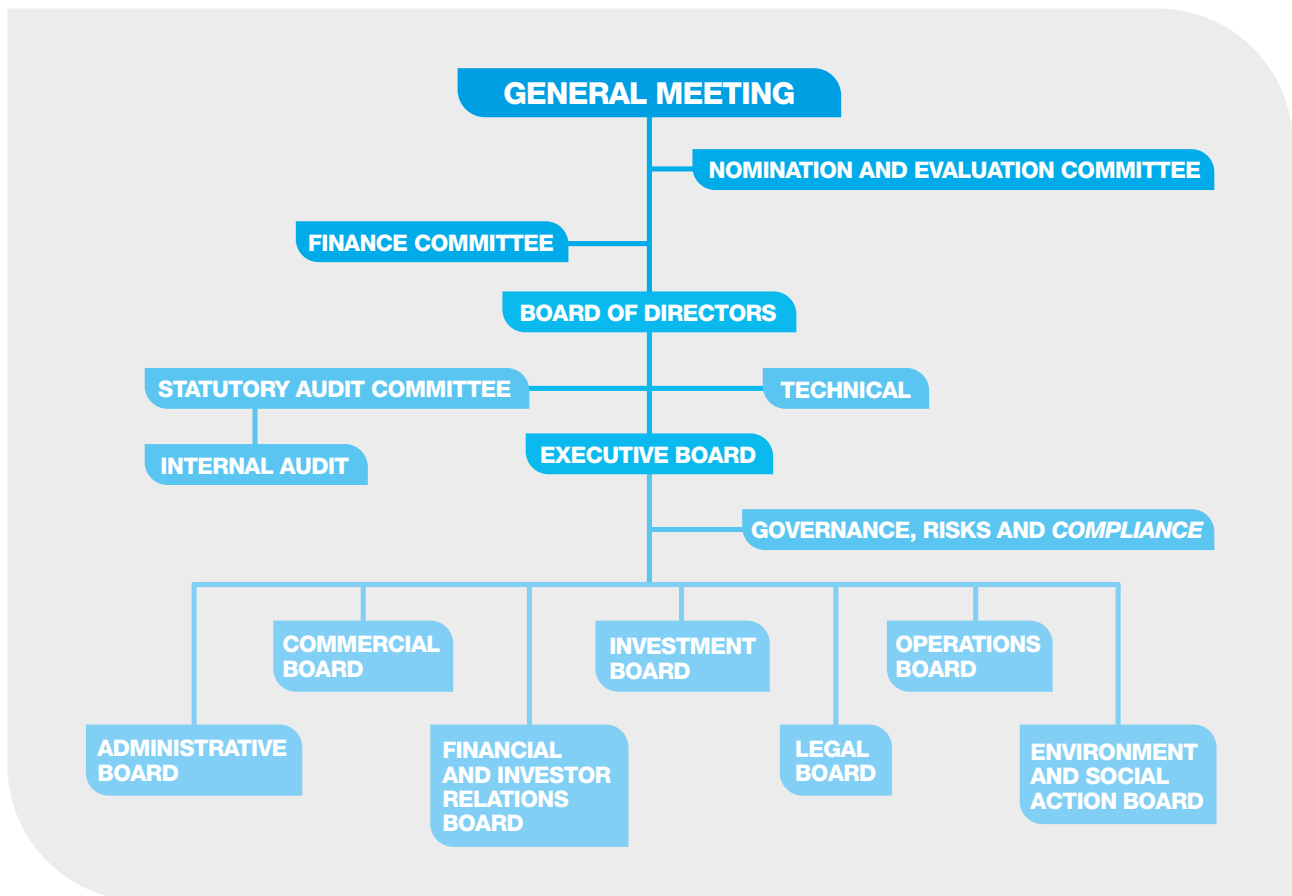 GENERAL MEETING
NOMINATION AND EVALUATION COMMITTEE
FINANCE COMMITTEE
BOARD OF DIRECTORS
STATUTORY AUDIT COMMITTEE
TECHNICAL
INTERNAL AUDIT
EXECUTIVE BOARD
GOVERNANCE, RISKS AND COMPLIANCE
COMMERCIAL
BOARD
INVESTMENT
BOARD
OPERATIONS
BOARD
ADMINISTRATIVE
BOARD
FINANCIAL
AND INVESTOR
RELATIONS
BOARD
LEGAL
BOARD
ENVIRONMENT
AND SOCIAL
ACTION BOARD